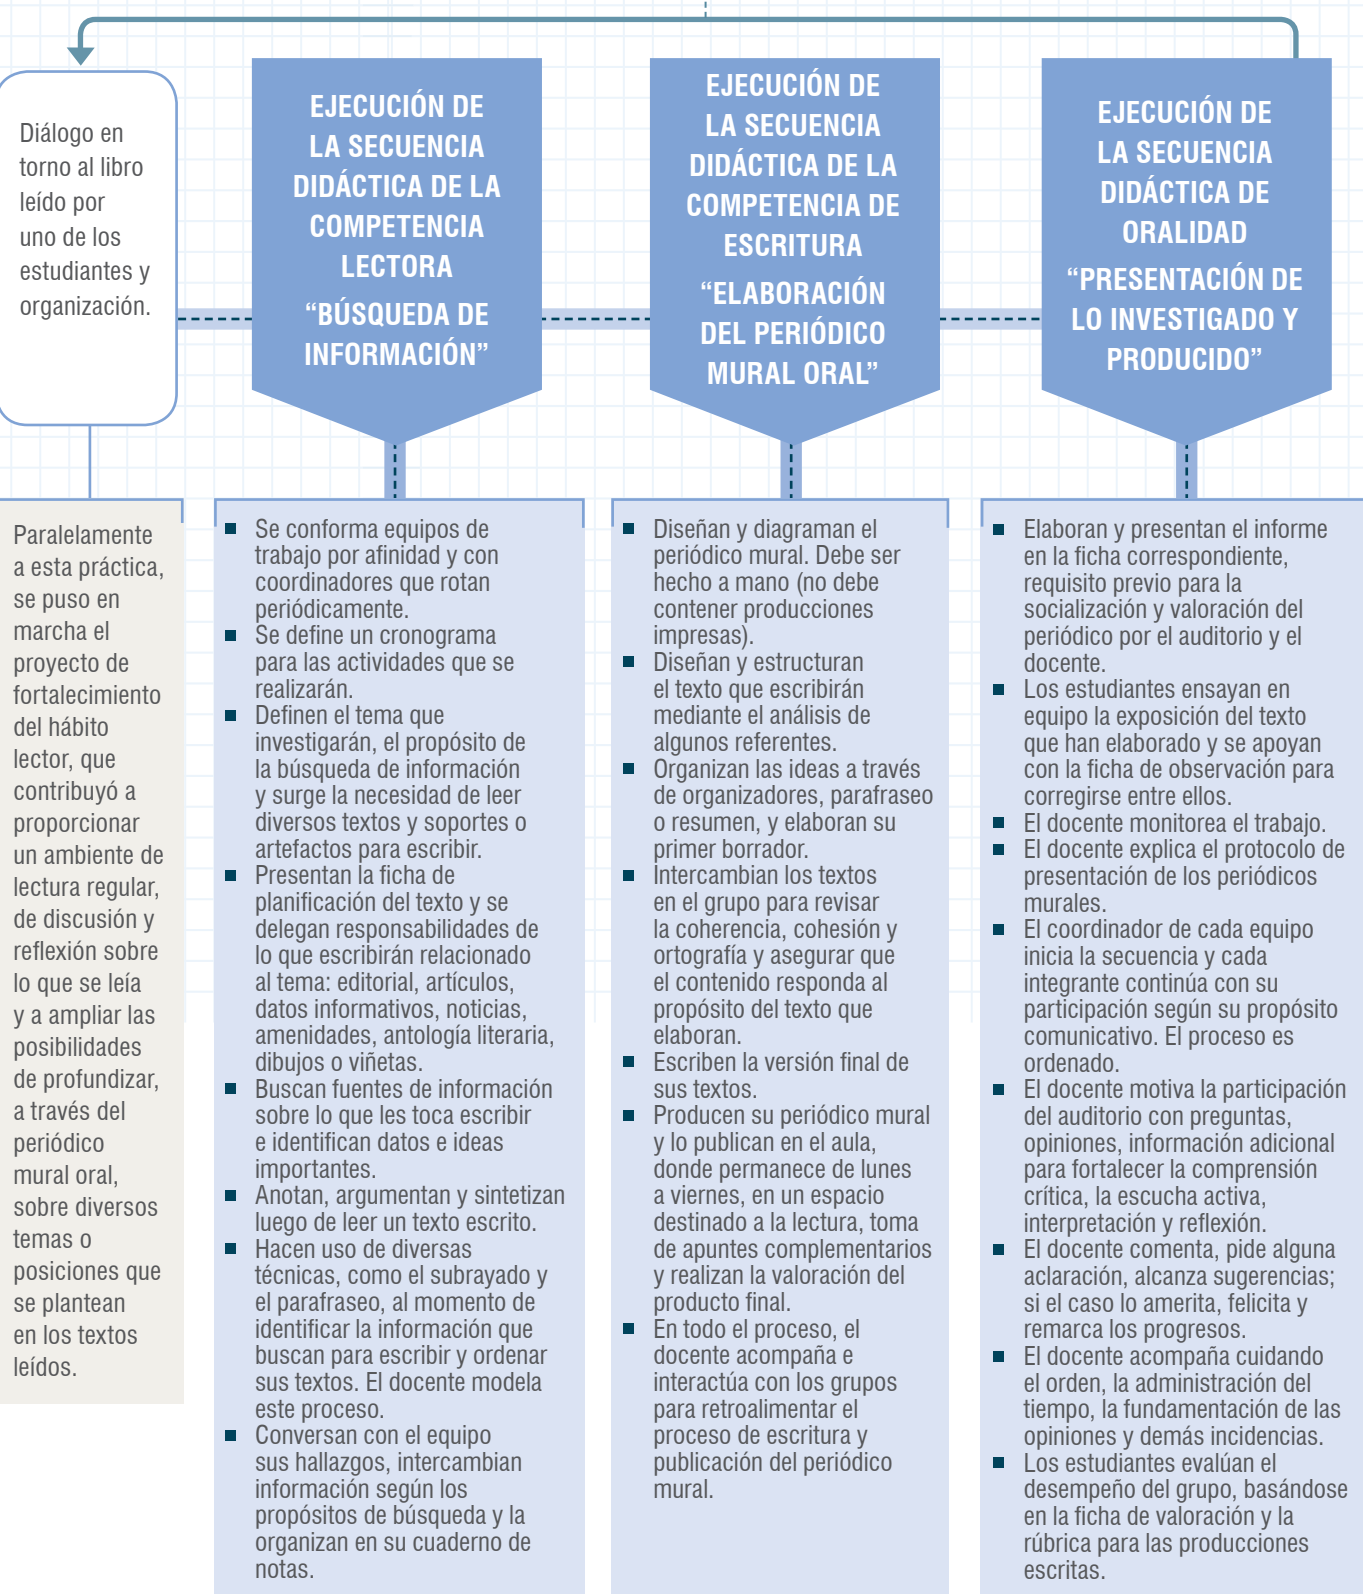 Diálogo en
torno al libro
leído por
uno de los
estudiantes y
organización.
Paralelamente
a esta práctica,
se puso en
marcha el
proyecto de
fortalecimiento
del hábito
lector, que
contribuyó a
proporcionar
un ambiente de
lectura regular,
de discusión y
reflexión sobre
lo que se leía
y a ampliar las
posibilidades
de profundizar,
a través del
periódico
mural oral,
sobre diversos
temas o
posiciones que
se plantean
en los textos
leídos.
EJECUCIÓN DE
LA SECUENCIA
DIDÁCTICA DE LA
COMPETENCIA
LECTORA
“BÚSQUEDA DE
INFORMACIÓN”
■ Se conforma equipos de
trabajo por afinidad y con
coordinadores que rotan
periódicamente.
■ Se define un cronograma
para las actividades que se
realizarán.
■ Definen el tema que
investigarán, el propósito de
la búsqueda de información
y surge la necesidad de leer
diversos textos y soportes o
artefactos para escribir.
■ Presentan la ficha de
planificación del texto y se
delegan responsabilidades de
lo que escribirán relacionado
al tema: editorial, artículos,
datos informativos, noticias,
amenidades, antología literaria,
dibujos o viñetas.
■ Buscan fuentes de información
sobre lo que les toca escribir
e identifican datos e ideas
importantes.
■ Anotan, argumentan y sintetizan
luego de leer un texto escrito.
■ Hacen uso de diversas
técnicas, como el subrayado y
el parafraseo, al momento de
identificar la información que
buscan para escribir y ordenar
sus textos. El docente modela
este proceso.
■ Conversan con el equipo
sus hallazgos, intercambian
información según los
propósitos de búsqueda y la
organizan en su cuaderno de
notas.
EJECUCIÓN DE
LA SECUENCIA
DIDÁCTICA DE LA
COMPETENCIA DE
ESCRITURA
“ELABORACIÓN
DEL PERIÓDICO
MURAL ORAL”
■ Diseñan y diagraman el
periódico mural. Debe ser
hecho a mano (no debe
contener producciones
impresas).
■ Diseñan y estructuran
el texto que escribirán
mediante el análisis de
algunos referentes.
■ Organizan las ideas a través
de organizadores, parafraseo
o resumen, y elaboran su
primer borrador.
■ Intercambian los textos
en el grupo para revisar
la coherencia, cohesión y
ortografía y asegurar que
el contenido responda al
propósito del texto que
elaboran.
■ Escriben la versión final de
sus textos.
■ Producen su periódico mural
y lo publican en el aula,
donde permanece de lunes
a viernes, en un espacio
destinado a la lectura, toma
de apuntes complementarios
y realizan la valoración del
producto final.
■ En todo el proceso, el
docente acompaña e
interactúa con los grupos
para retroalimentar el
proceso de escritura y
publicación del periódico
mural.
EJECUCIÓN DE
LA SECUENCIA
DIDÁCTICA DE
ORALIDAD
“PRESENTACIÓN DE
LO INVESTIGADO Y
PRODUCIDO”
■ Elaboran y presentan el informe
en la ficha correspondiente,
requisito previo para la
socialización y valoración del
periódico por el auditorio y el
docente.
■ Los estudiantes ensayan en
equipo la exposición del texto
que han elaborado y se apoyan
con la ficha de observación para
corregirse entre ellos.
■ El docente monitorea el trabajo.
■ El docente explica el protocolo de
presentación de los periódicos
murales.
■ El coordinador de cada equipo
inicia la secuencia y cada
integrante continúa con su
participación según su propósito
comunicativo. El proceso es
ordenado.
■ El docente motiva la participación
del auditorio con preguntas,
opiniones, información adicional
para fortalecer la comprensión
crítica, la escucha activa,
interpretación y reflexión.
■ El docente comenta, pide alguna
aclaración, alcanza sugerencias;
si el caso lo amerita, felicita y
remarca los progresos.
■ El docente acompaña cuidando
el orden, la administración del
tiempo, la fundamentación de las
opiniones y demás incidencias.
■ Los estudiantes evalúan el
desempeño del grupo, basándose
en la ficha de valoración y la
rúbrica para las producciones
escritas.